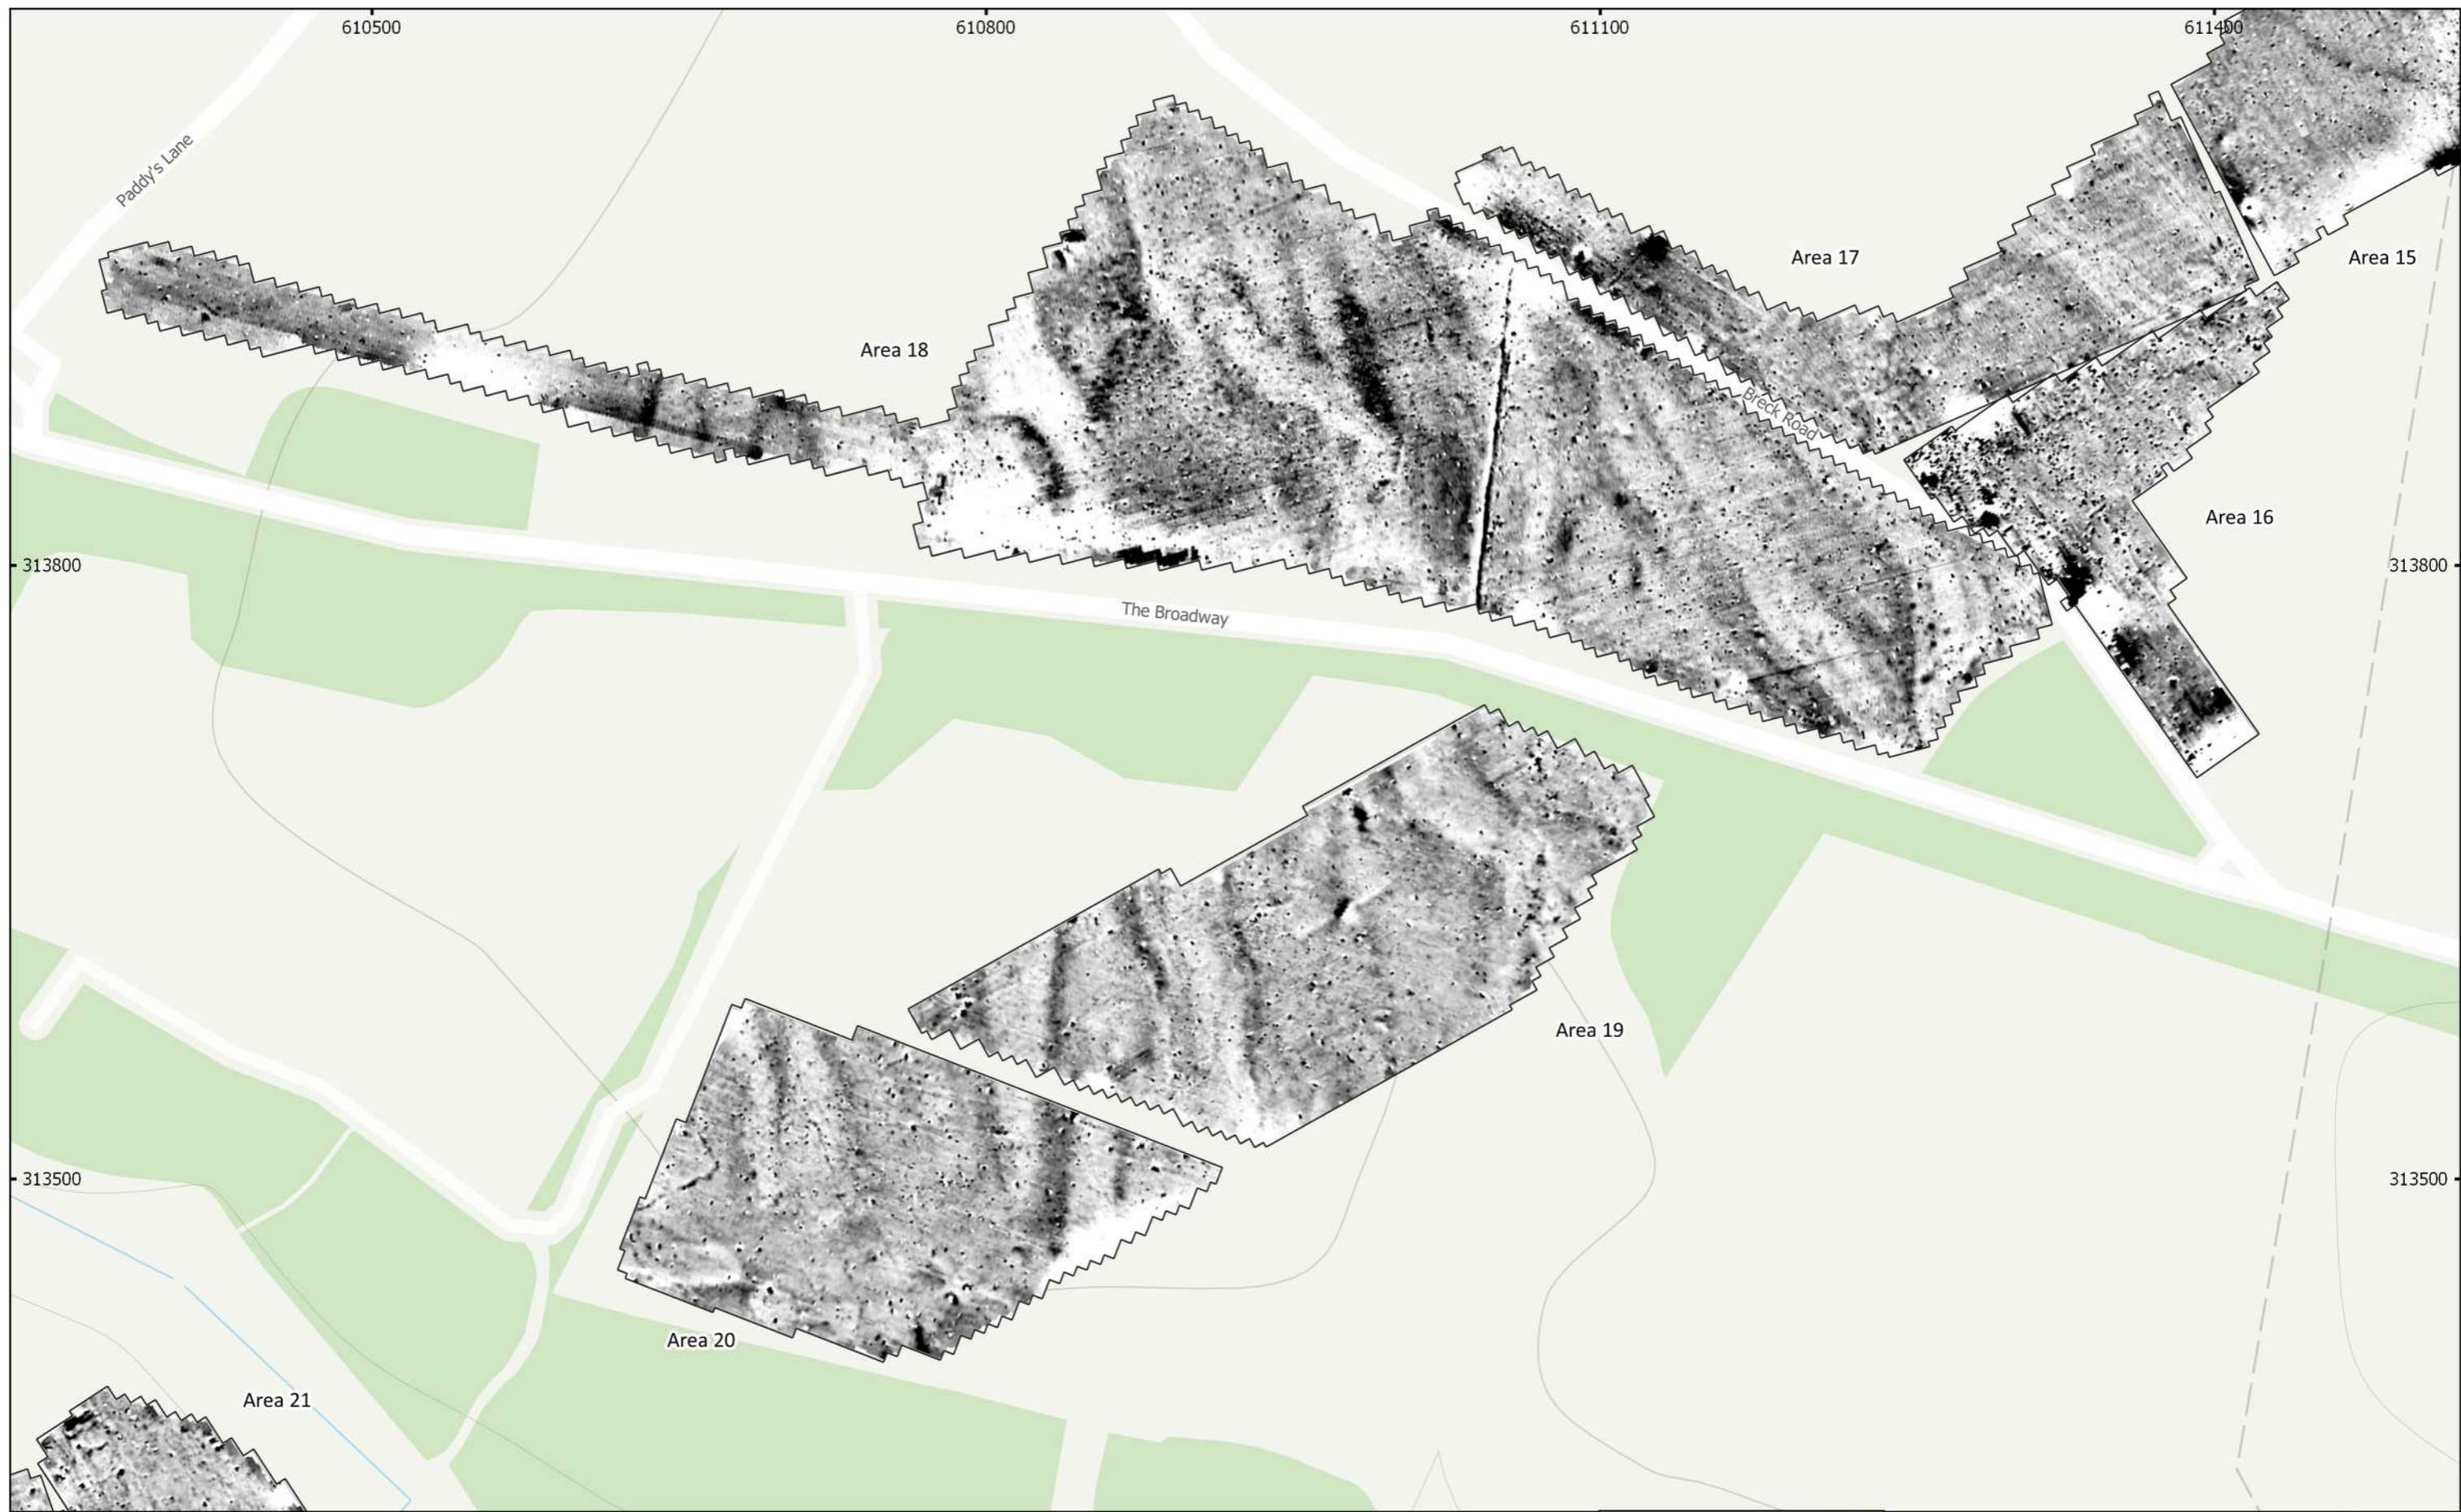 610500
610800
611100
611400
Paddy's Lane
Area 17
Area 15
Area 18
Breck Road
Area 16
313800
313800
The Broadway
Area 19
313500
313500
Area 20
Area 21